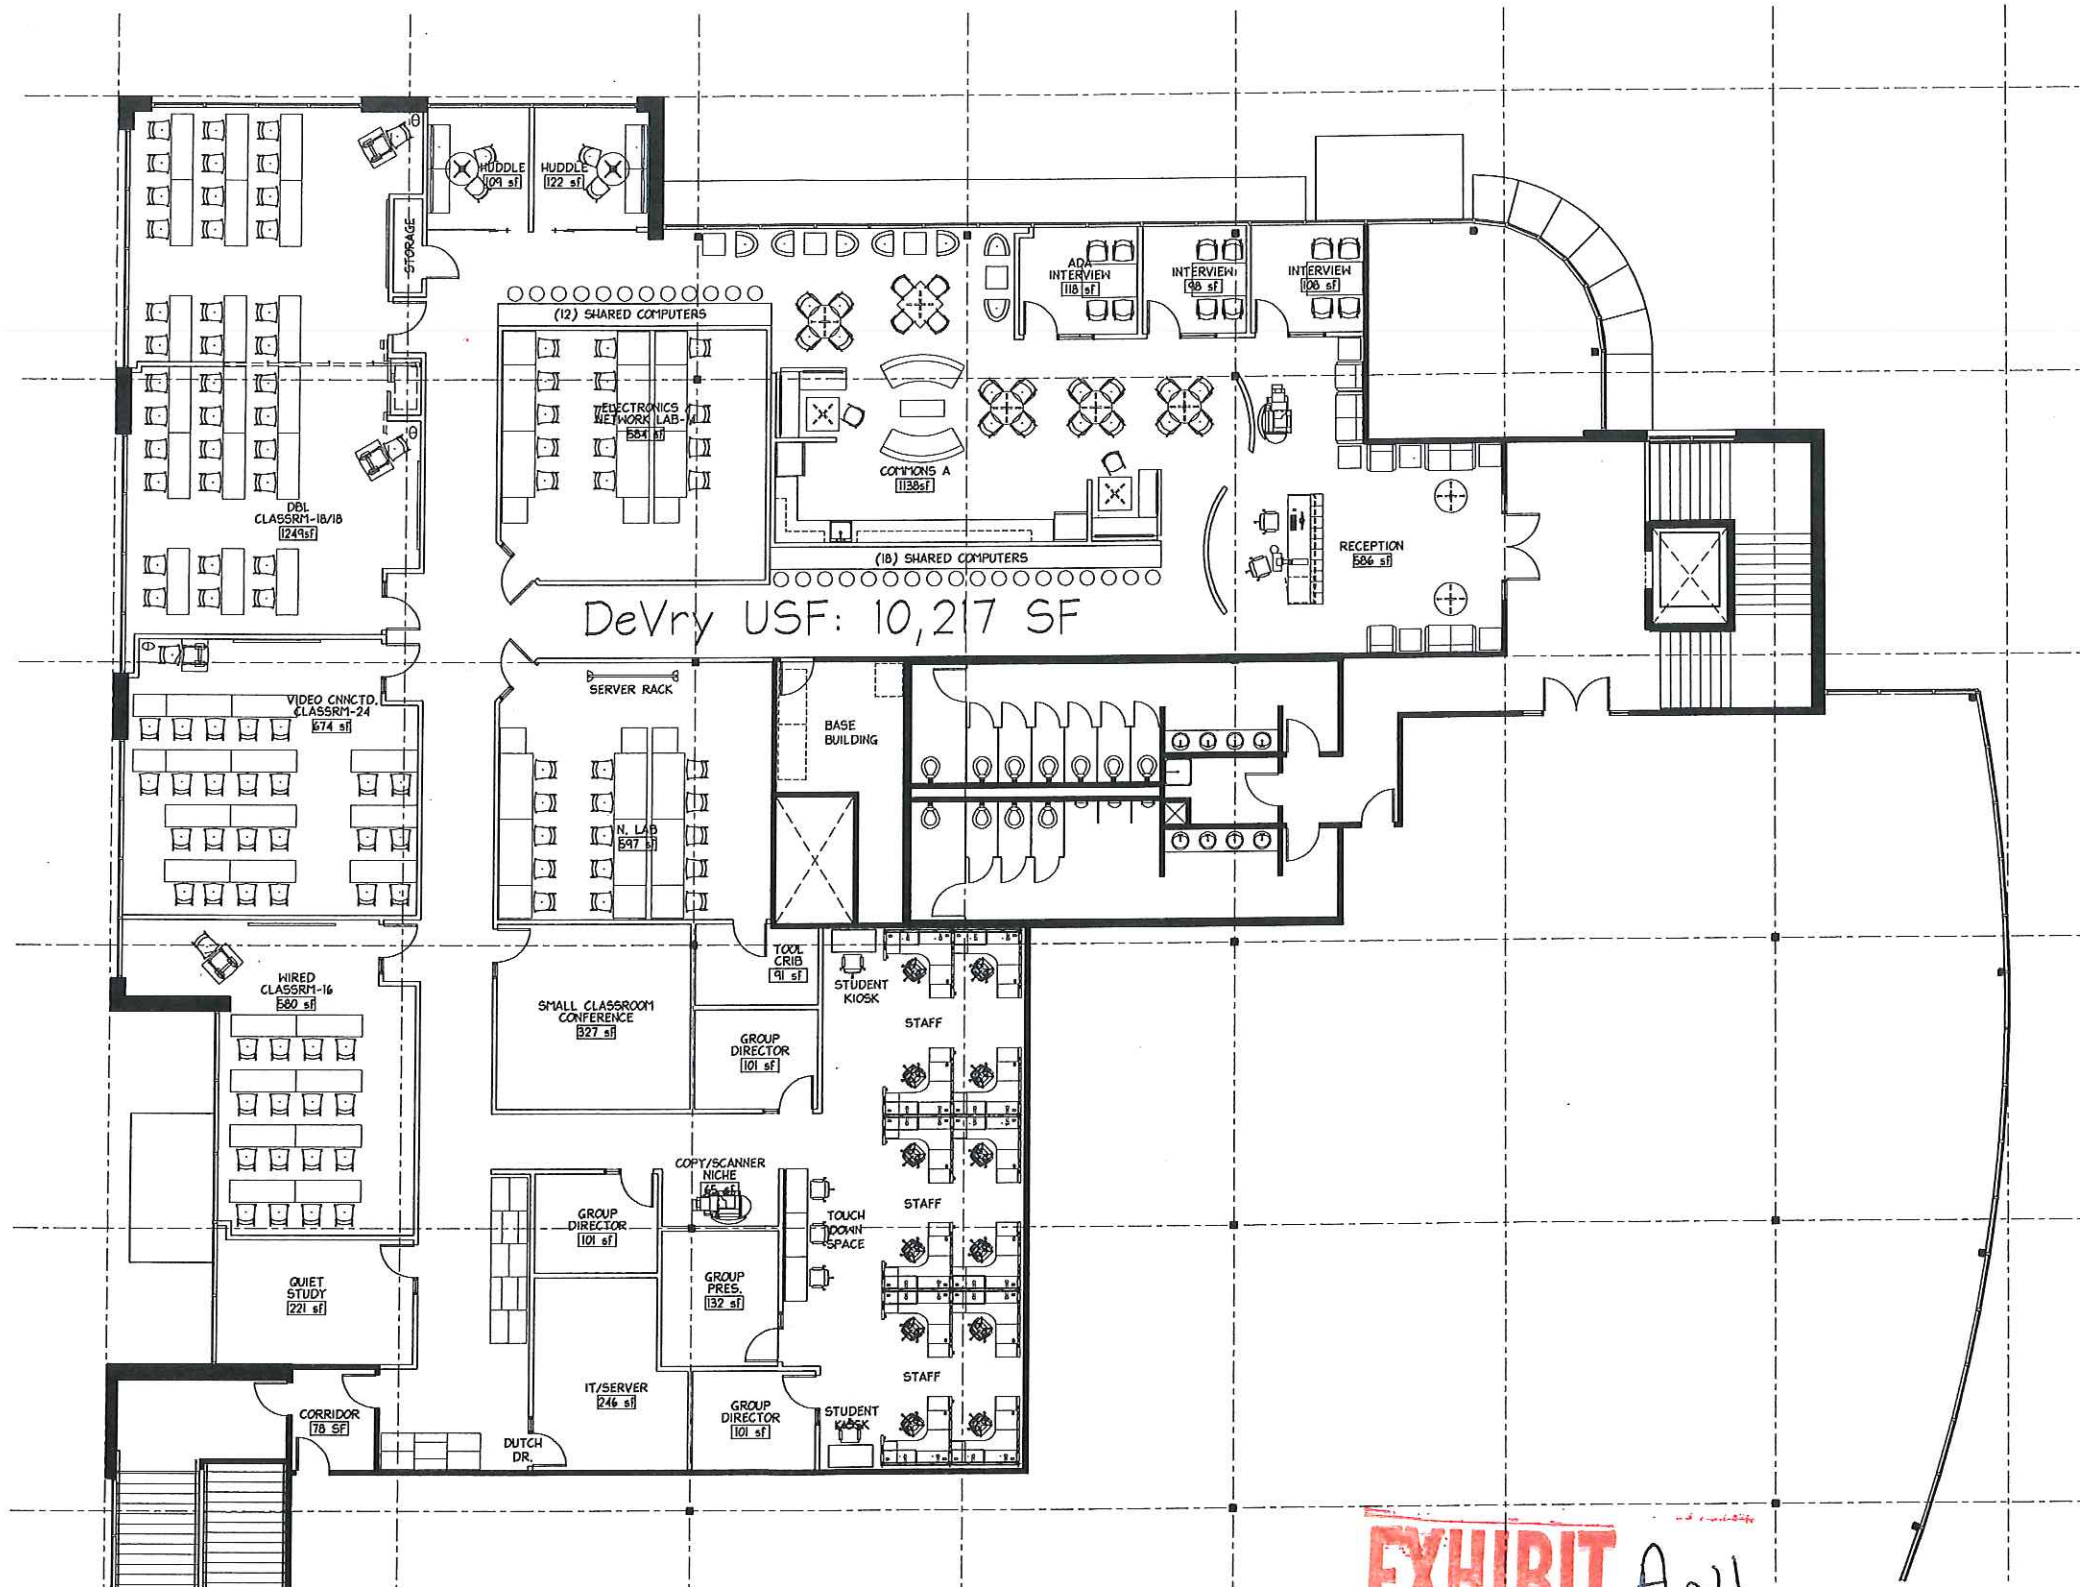 HUDDLE
109 sf
HUDDLE
122 sf
STORAGE
ADA
INTERVIEW
118 sf
INTERVIEW
98 sf
INTERVIEW
108 sf
(12) SHARED COMPUTERS
ELECTRONICS /
NETWORK LAB-
584 sf
COMMONS A
1138sf
DBL
CLASSRM-18/18
1249sf
(18) SHARED COMPUTERS
RECEPTION
586 sf
DeVry USF: 10,217 SF
SERVER RACK
VIDEO CNNCTD.
CLASSRM-24
674 sf
BASE
BUILDING
N. LAB
597 sf
WIRED
CLASSRM-16
580 sf
TOOL
CRIB
91 sf
STUDENT
KIOSK
SMALL CLASSROOM
CONFERENCE
327 sf
STAFF
GROUP
DIRECTOR
101 sf
COPY/SCANNER
NICHE
65 sf
GROUP
DIRECTOR
101 sf
TOUCH
DOWN
SPACE
STAFF
QUIET
STUDY
221 sf
GROUP
PRES.
132 sf
IT/SERVER
246 sf
STAFF
CORRIDOR
78 SF
GROUP
DIRECTOR
101 sf
STUDENT
KIOSK
DUTCH
DR.
EXHIBIT